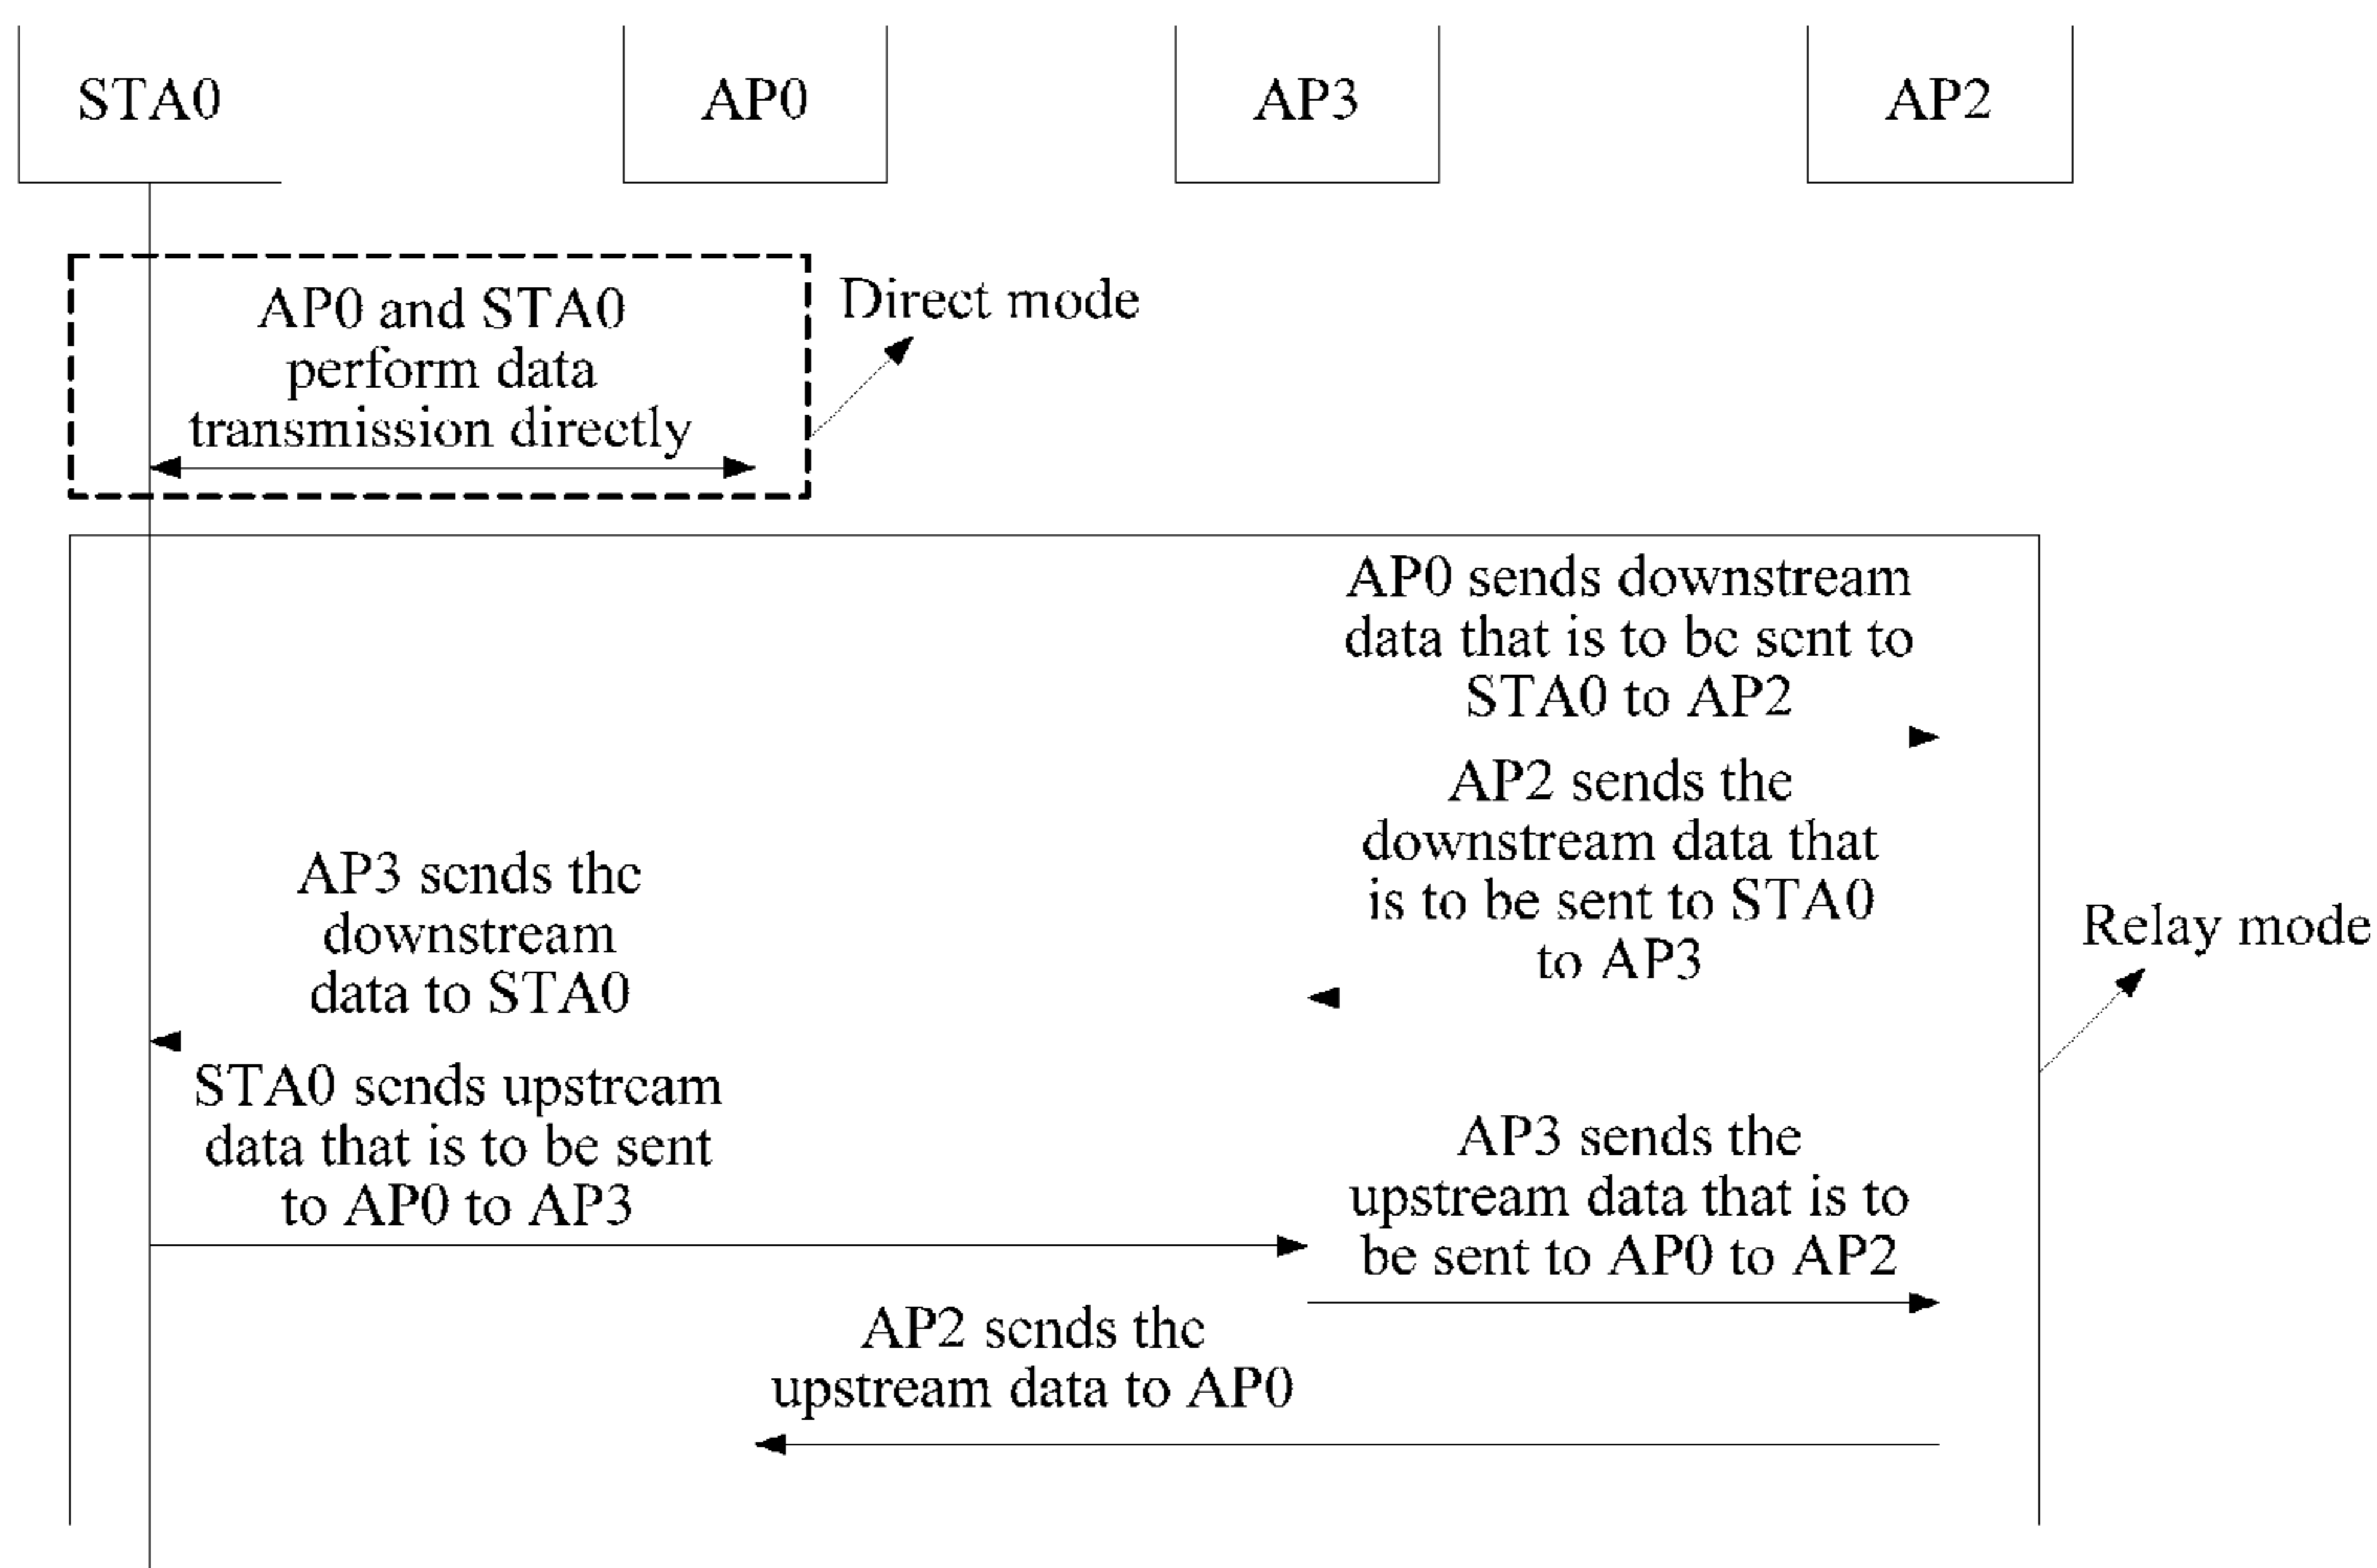 STA0
AP0
AP3
AP2
AP0 and STA0
perform data
transmission directly
Direct mode
AP0 sends downstream
data that is to be sent to
STA0 to AP2
AP2 sends the
downstream data that
is to be sent to STA0
to AP3
AP3 sends the
downstream
data to STA0
Relay mode
STA0 sends upstream
data that is to be sent
to AP0 to AP3
AP3 sends the
upstream data that is to
be sent to AP0 to AP2
AP2 sends the
upstream data to AP0